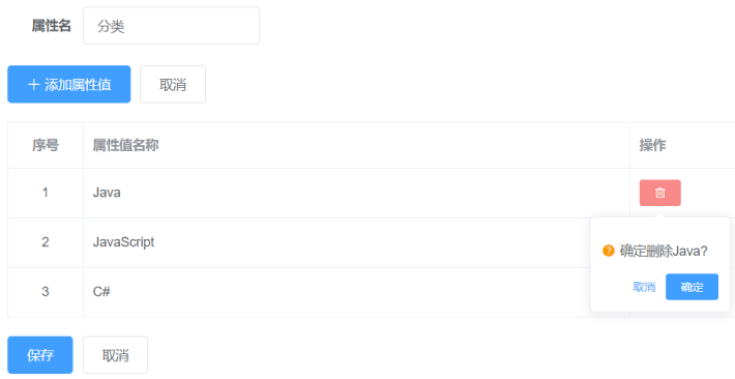 属性名 分类
+ 添加属性值 取消
序号 属性值名称 操作
1 Java
2 JavaScript
确定删除Java?
3 C#
取消 确定
保存 取消